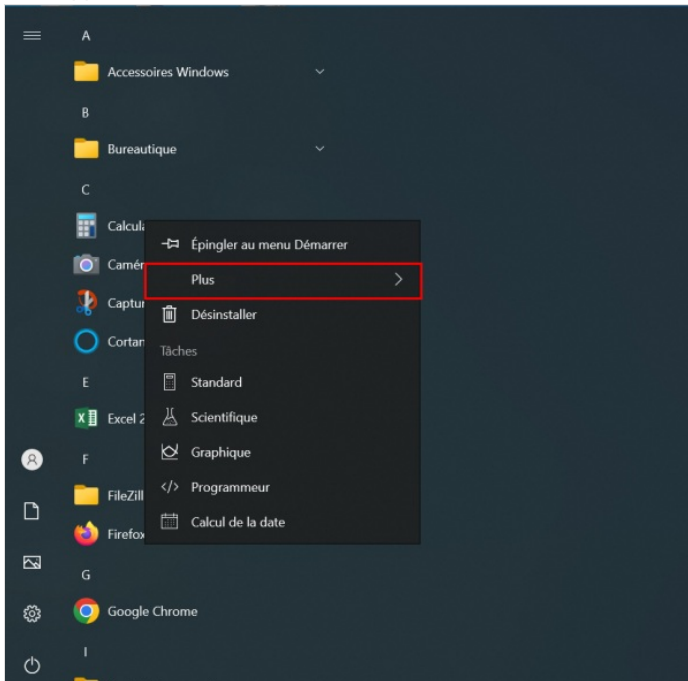 A
Accessoires Windows
B
Bureautique
C
Calcula
Épingler au menu Démarrer
Camér
Plus
Captur
Désinstaller
Cortan
Tâches
E
Standard
Excel 2
Scientifique
F
Graphique
FileZill
Programmeur
Firefox
Calcul de la date
G
Google Chrome
I